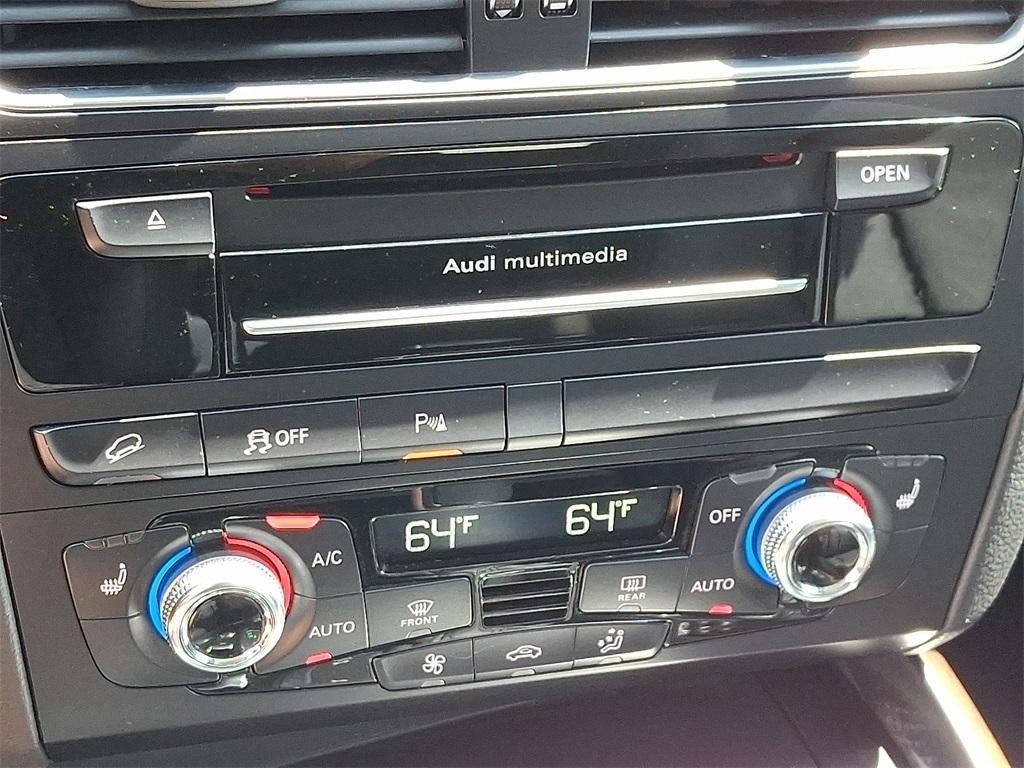 OPEN
Audi multimedia
OFF
P
64°F 64°F
OFF
A/C
AUTO
REAR
AUTO
FRONT